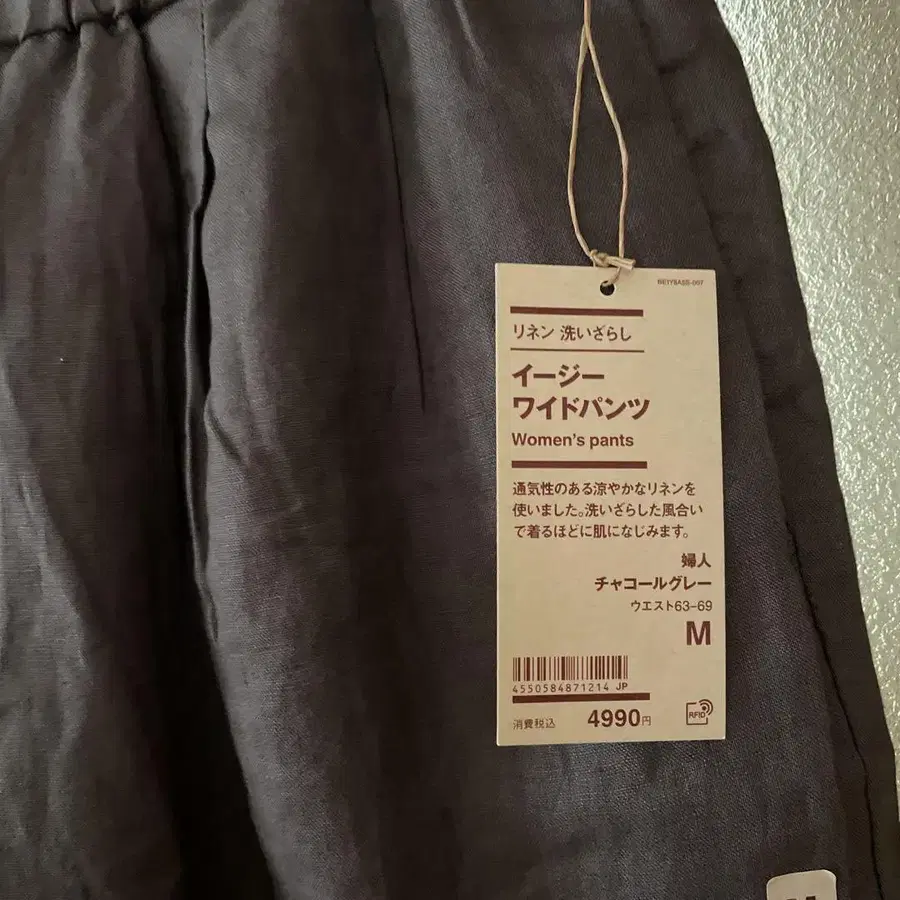 リネン 洗いざらし
イージー
ワイドパンツ
Women's pants
通気性のある涼やかなリネンを
使いました。洗いざらした風合い
で着るほどに肌になじみます。
婦人
チャコールグレー
ウエスト63-69
M
4550584871214 JP
消費税込 4990円
RFID